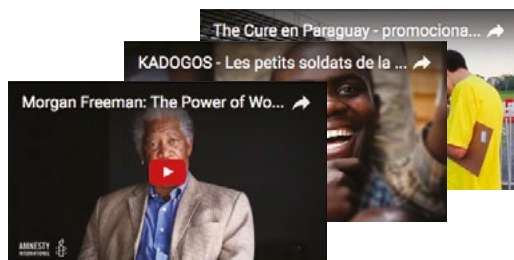 The Cure en Paraguay - promociona...
KADOGOS - Les petits soldats de la ...
Morgan Freeman: The Power of Wo...
AMNESTY
INTERNATIONAL